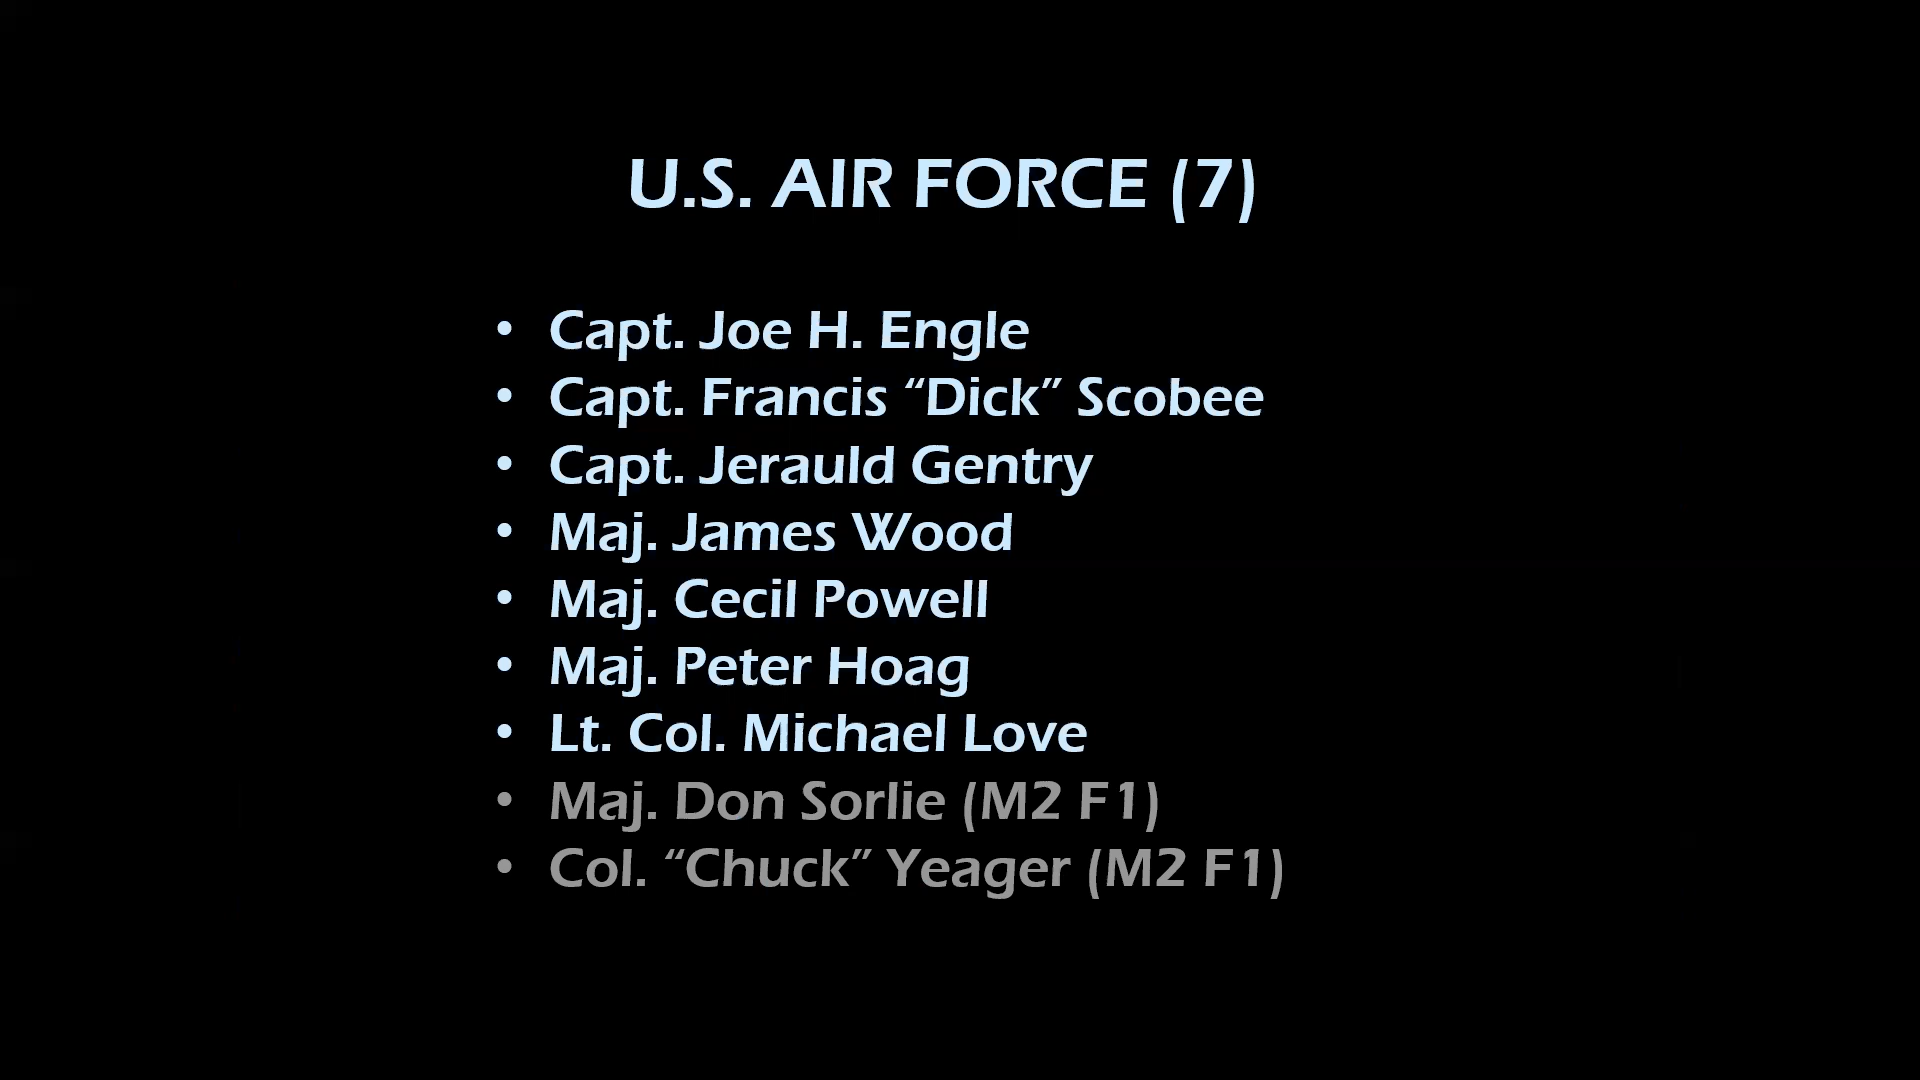 U.S. AIR FORCE (7)
• Capt. Joe H. Engle
• Capt. Francis “Dick” Scobee
• Capt. Jerauld Gentry
• Maj. James Wood
• Maj. Cecil Powell
• Maj. Peter Hoag
• Lt. Col. Michael Love
• Maj. Don Sorlie (M2 F1)
• Col. “Chuck” Yeager (M2 F1)